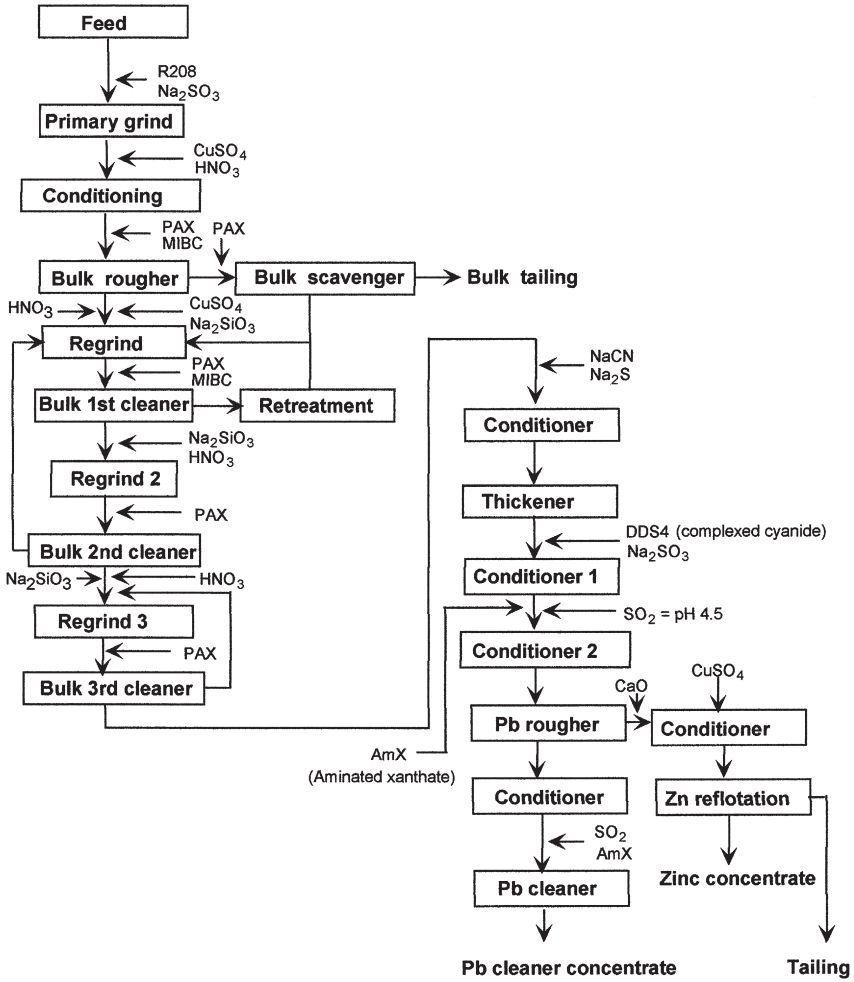 Feed
R208
Na₂SO₃
Primary grind
CuSO₄
HNO₃
Conditioning
PAX
MIBC
PAX
Bulk rougher
Bulk scavenger
Bulk tailing
HNO₃
CuSO₄
Na₂SiO₃
Regrind
PAX
MIBC
Bulk 1st cleaner
Retreatment
Na₂SiO₃
HNO₃
Regrind 2
PAX
Bulk 2nd cleaner
Na₂SiO₃
HNO₃
Regrind 3
PAX
Bulk 3rd cleaner
NaCN
Na₂S
Conditioner
Thickener
DDS4 (complexed cyanide)
Na₂SO₃
Conditioner 1
SO₂ = pH 4.5
Conditioner 2
AmX
(Aminated xanthate)
Pb rougher
CaO
CuSO₄
Conditioner
Conditioner
Zn reflotation
SO₂
AmX
Pb cleaner
Zinc concentrate
Pb cleaner concentrate
Tailing